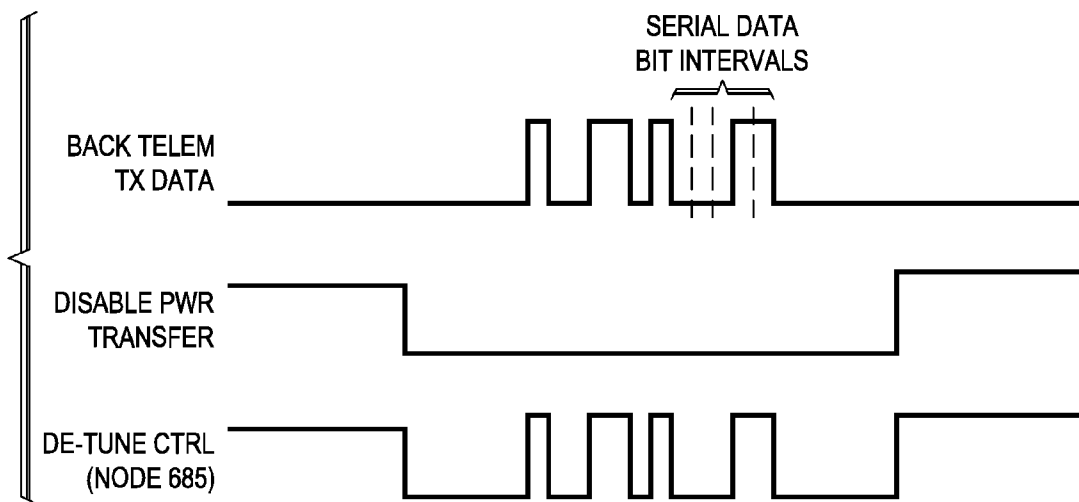 SERIAL DATA
BIT INTERVALS
BACK TELEM
TX DATA
DISABLE PWR
TRANSFER
DE-TUNE CTRL
(NODE 685)